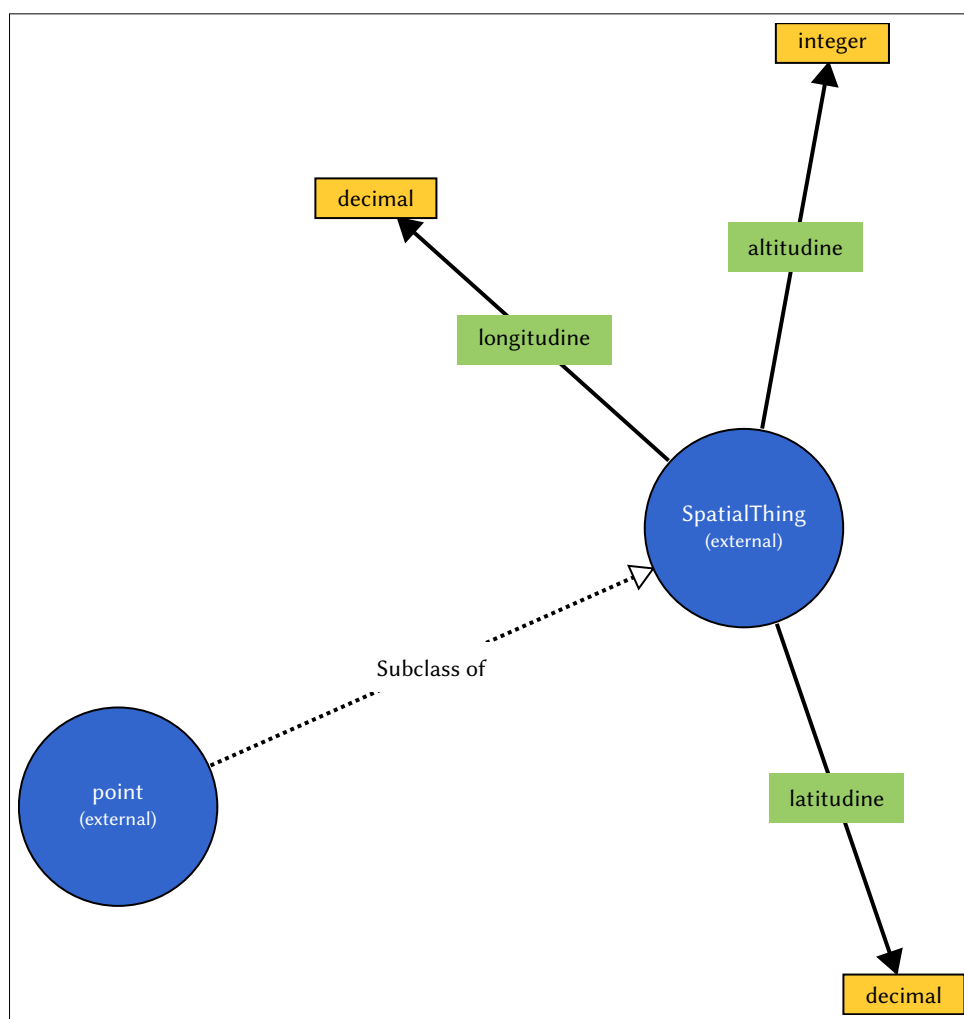 integer
decimal
altitudine
longitudine
SpatialThing
(external)
Subclass of
point
(external)
latitudine
decimal